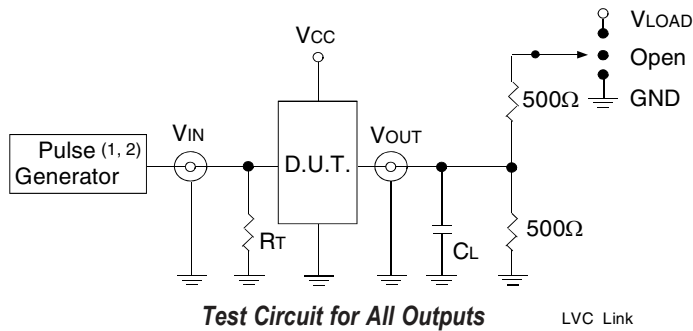 VLOAD
VCC
Open
500Ω
GND
VIN
VOUT
Pulse (1, 2)
Generator
D.U.T.
RT
CL
500Ω
Test Circuit for All Outputs
LVC Link